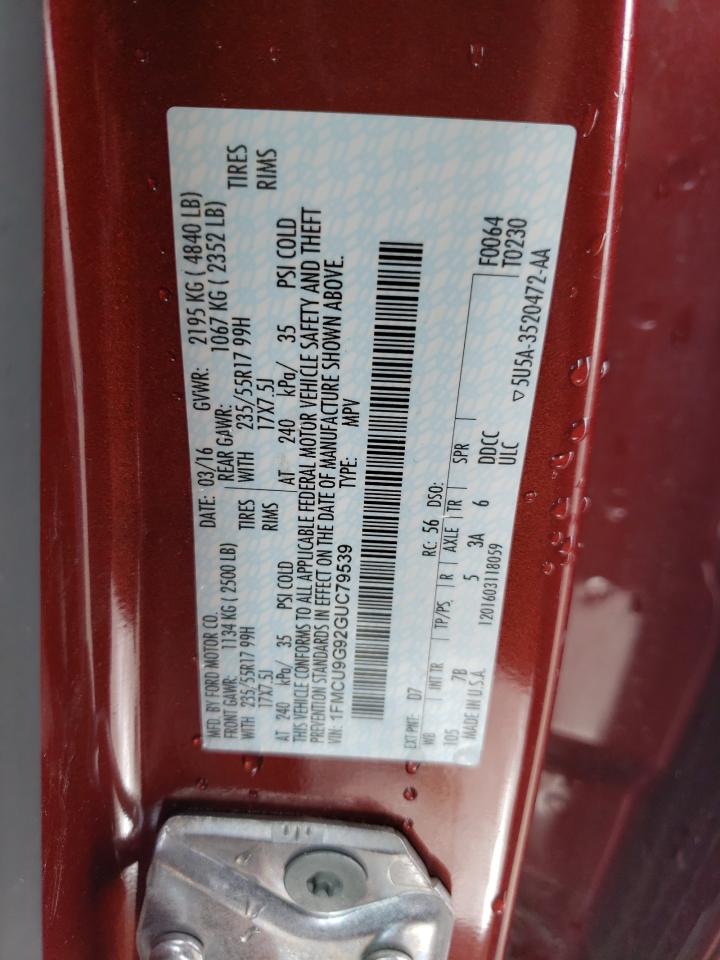 MFD. BY FORD MOTOR CO.
DATE: 03/16 GVWR: 2195 KG ( 4840 LB)
FRONT GAWR: 1134 KG ( 2500 LB) REAR GAWR: 1067 KG ( 2352 LB)
WITH 235/55R17 99H TIRES WITH 235/55R17 99H TIRES
17X7.5J RIMS 17X7.5J RIMS
AT 240 kPa/ 35 PSI COLD AT 240 kPa/ 35 PSI COLD
THIS VEHICLE CONFORMS TO ALL APPLICABLE FEDERAL MOTOR VEHICLE SAFETY AND THEFT
PREVENTION STANDARDS IN EFFECT ON THE DATE OF MANUFACTURE SHOWN ABOVE.
VIN: 1FMCU9G92GUC79539 TYPE: MPV
EXT PNT: D7 RC: 56 DSO:
WB INT TR TP/PS R AXLE TR SPR F0064
105 7B 5 3A 6 DDCC T0230
MADE IN U.S.A 1201603118059 ULC ▽5U5A-3520472-AA